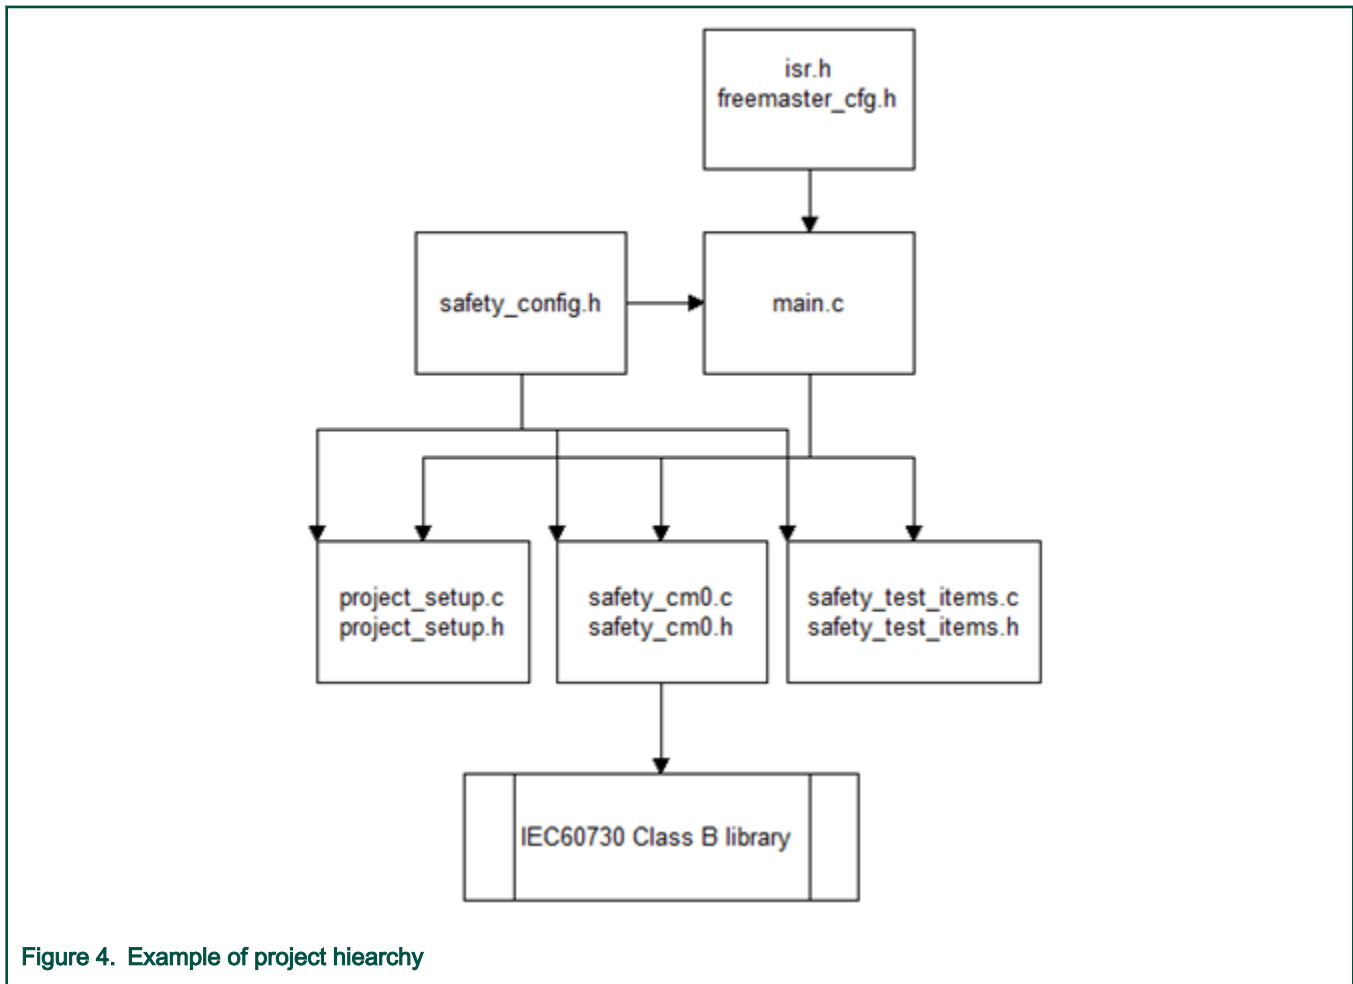 isr.h
freemaster_cfg.h
safety_config.h
main.c
project_setup.c
project_setup.h
safety_cm0.c
safety_cm0.h
safety_test_items.c
safety_test_items.h
IEC60730 Class B library
Figure 4. Example of project hiearchy